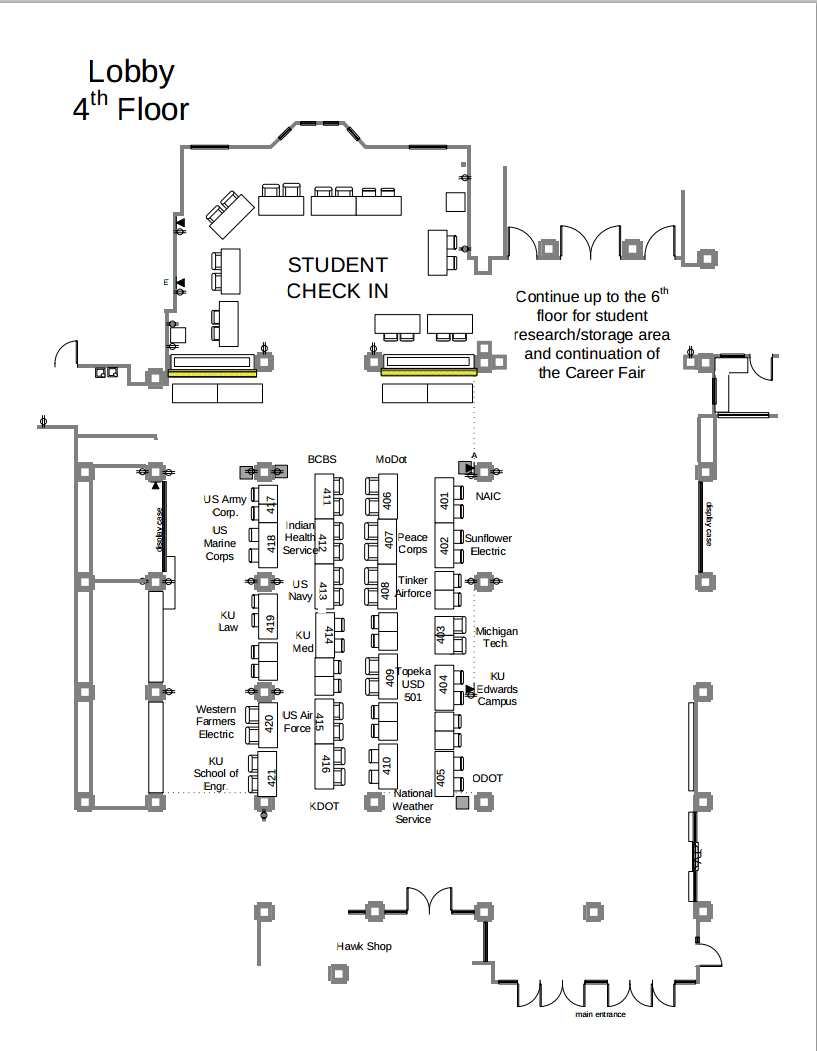 Lobby
4th Floor
E
STUDENT
CHECK IN
Continue up to the 6th
floor for student
research/storage area
and continuation of
the Career Fair
A
BCBS
MoDot
US Army
Corp.
417
411
406
401
NAIC
US
Marine
Corps
418
Indian
Health
Service
412
407
Peace
Corps
402
Sunflower
Electric
display case
display case
US
Navy
413
408
Tinker
Airforce
KU
Law
419
KU
Med
414
403
Michigan
Tech.
409
Topeka
USD
501
404
KU
Edwards
Campus
Western
Farmers
Electric
420
US Air
Force
415
KU
School of
Engr.
421
416
410
405
ODOT
KDOT
National
Weather
Service
Hawk Shop
main entrance